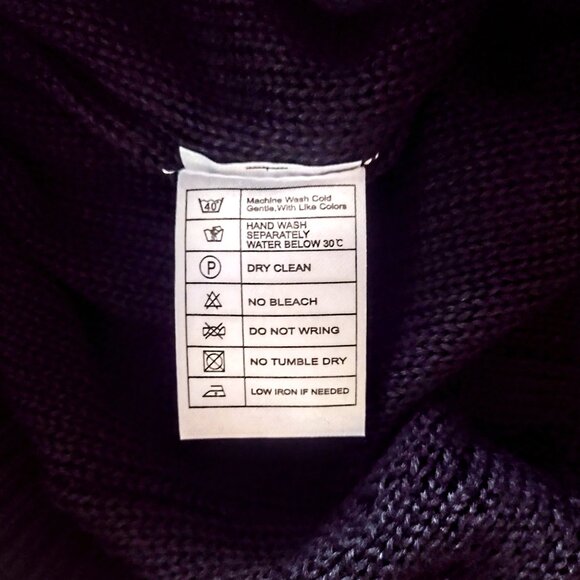 40
Machine Wash Cold
Gentle,With Like Colors
HAND WASH
SEPARATELY
WATER BELOW 30℃
P
DRY CLEAN
NO BLEACH
DO NOT WRING
NO TUMBLE DRY
LOW IRON IF NEEDED